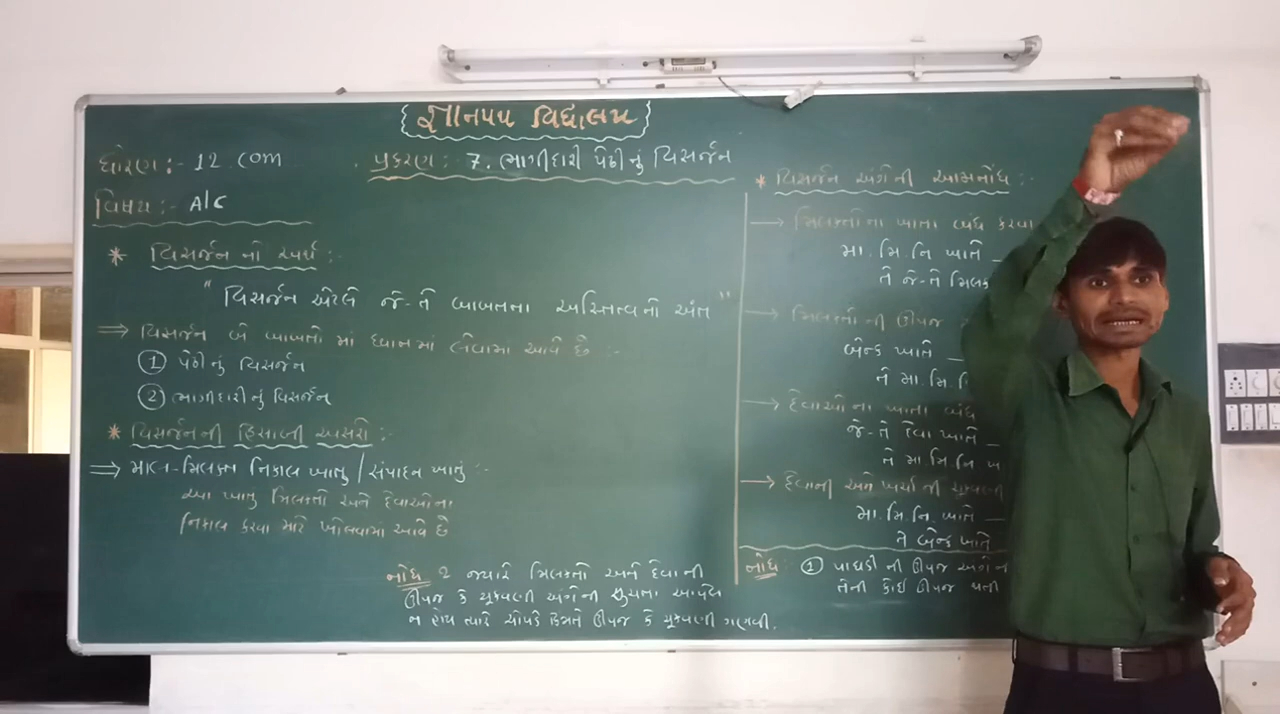 જ્ઞાનપથ વિદ્યાલય
ધોરણ :- 12 com
પ્રકરણ : 7. ભાગીદારી પેઢીનું વિસર્જન
વિષય :- A/c
* વિસર્જન નો અર્થ :-
" વિસર્જન એટલે જે-તે બાબતના અસ્તિત્વનો અંત "
⇒ વિસર્જન બે બાબતો માં ધ્યાનમાં લેવામાં આવે છે :-
① પેઢીનું વિસર્જન
② ભાગીદારીનું વિસર્જન
* વિસર્જનની હિસાબી અસરો :-
⇒ માલ-મિલકત નિકાલ ખાતુ / સંપાદન ખાતું :-
આ ખાતું મિલકતો અને દેવાઓના
નિકાલ કરવા માટે ખોલવામાં આવે છે
નોંધ 2 જ્યારે મિલકતો અને દેવાની
ઊપજ કે ચૂકવણી અંગેની સુચના આપેલ
ન હોય ત્યારે ચોપડે કિંમતે ઊપજ કે ચૂકવણી ગણવી.
* વિસર્જન અંગેની આમનોંધ :-
→ મિલકતોના ખાતા બંધ કરવા
મા. મિ. નિ ખાતે _
તે જે-તે મિલક
→ મિલકતો ની ઊપજ
બેન્ક ખાતે _
તે મા. મિ.
→ દેવાઓના ખાતા બંધ
જે-તે દેવા ખાતે _
તે મા. મિ. નિ ખ
→ દેવાની અને ખર્ચાની ચૂકવણી
મા. મિ. નિ. ખાતે _
તે બેન્ક ખાતે
નોંધ : ① પાઘડી ની ઊપજ અંગે ન
તેની કોઈ ઊપજ થતી